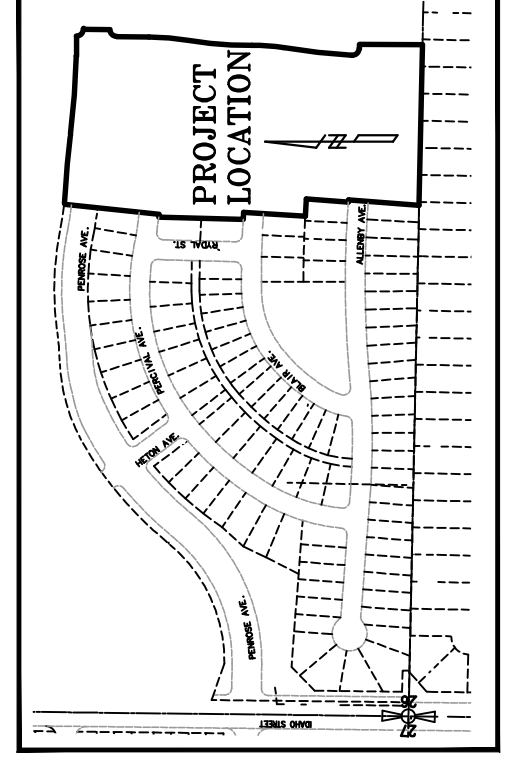 PROJECT
LOCATION
N
PENROSE AVE.
RYDAL ST.
ALLENBY AVE.
PERCIVAL AVE.
BLAIR AVE.
HETON AVE.
PENROSE AVE.
IDAHO STREET
26
27